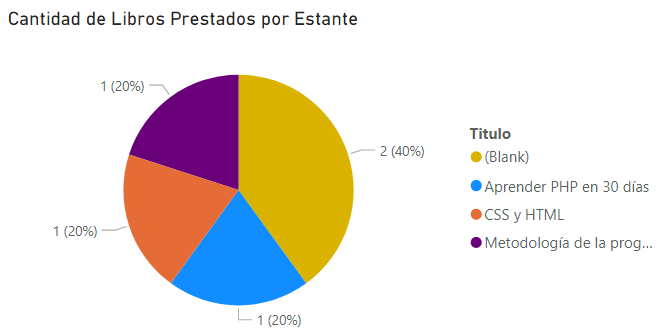 Cantidad de Libros Prestados por Estante
1 (20%)
2 (40%)
1 (20%)
1 (20%)
Titulo
(Blank)
Aprender PHP en 30 días
CSS y HTML
Metodología de la prog...